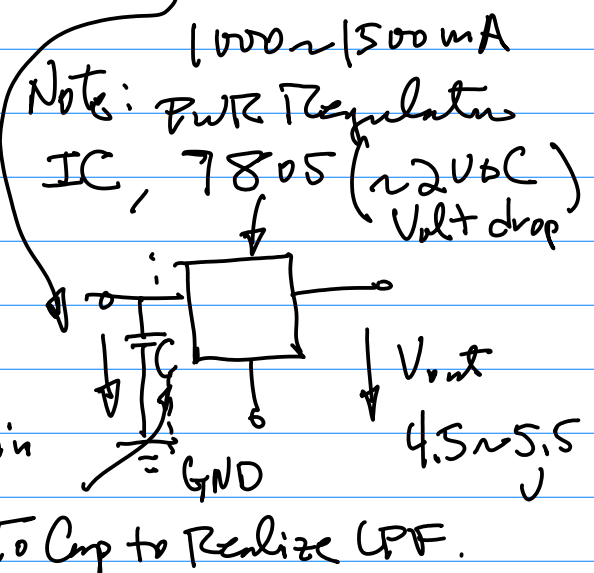 1000~1500mA
Note: PWR Regulator
IC, 7805 (~2VDC)
Volt drop
i
C
Vout
in
4.5~5.5
V
GND
To Cap to Realize LPF.